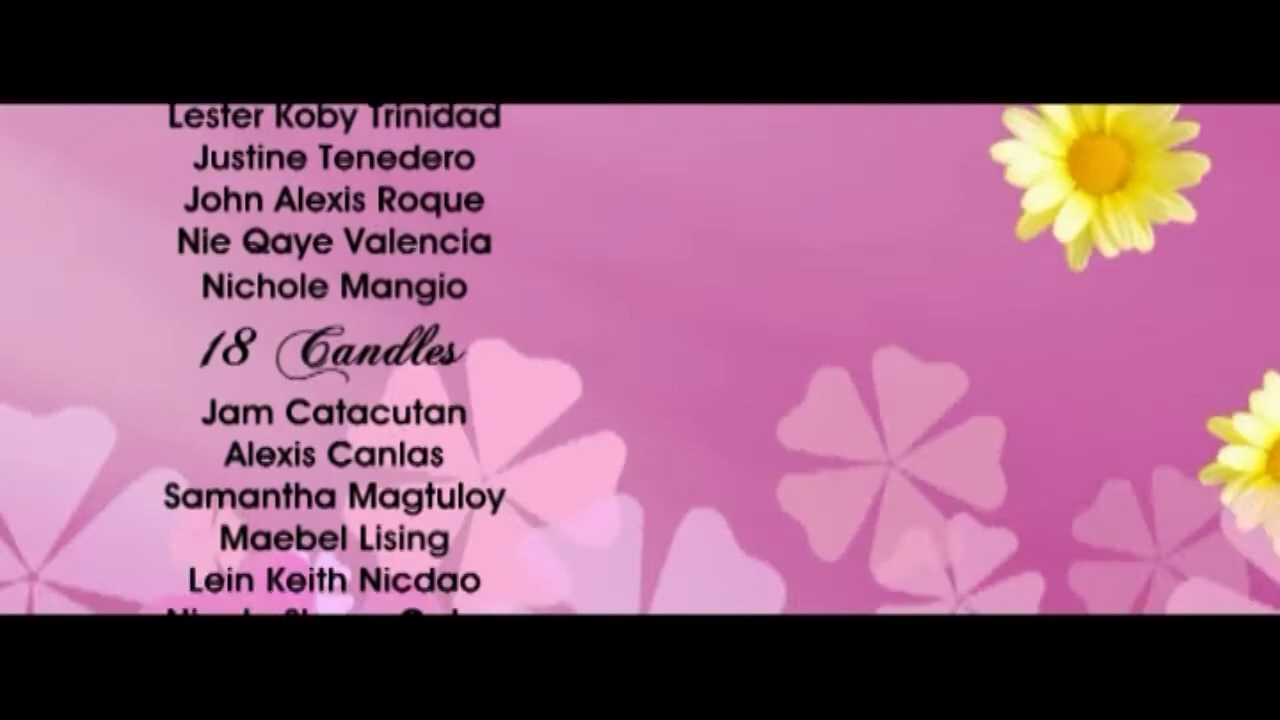 Lester Koby Trinidad
Justine Tenedero
John Alexis Roque
Nie Qaye Valencia
Nichole Mangio
18 Candles
Jam Catacutan
Alexis Canlas
Samantha Magtuloy
Maebel Lising
Lein Keith Nicdao